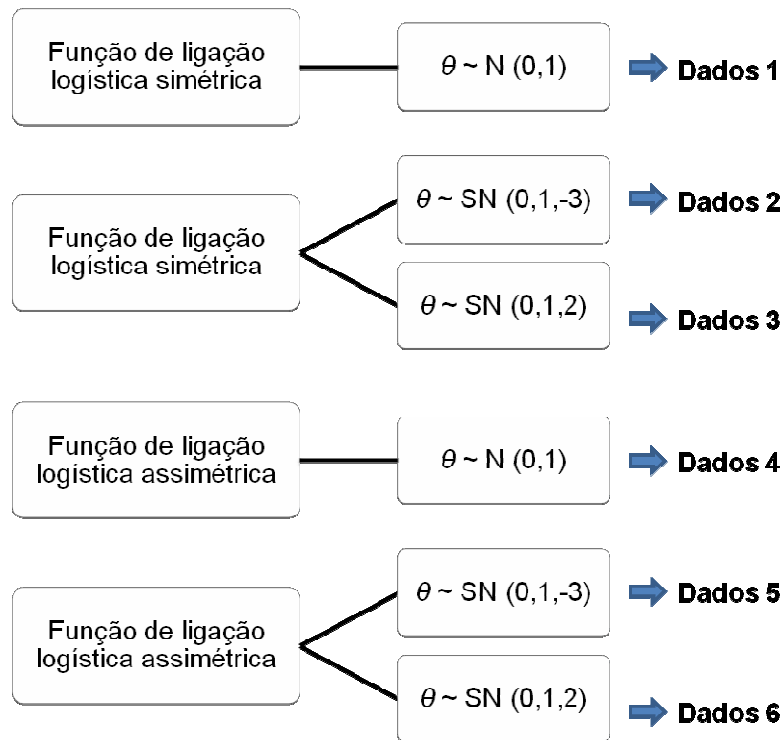 Função de ligação
logística simétrica
θ ~ N (0,1)
Dados 1
Função de ligação
logística simétrica
θ ~ SN (0,1,-3)
Dados 2
θ ~ SN (0,1,2)
Dados 3
Função de ligação
logística assimétrica
θ ~ N (0,1)
Dados 4
Função de ligação
logística assimétrica
θ ~ SN (0,1,-3)
Dados 5
θ ~ SN (0,1,2)
Dados 6